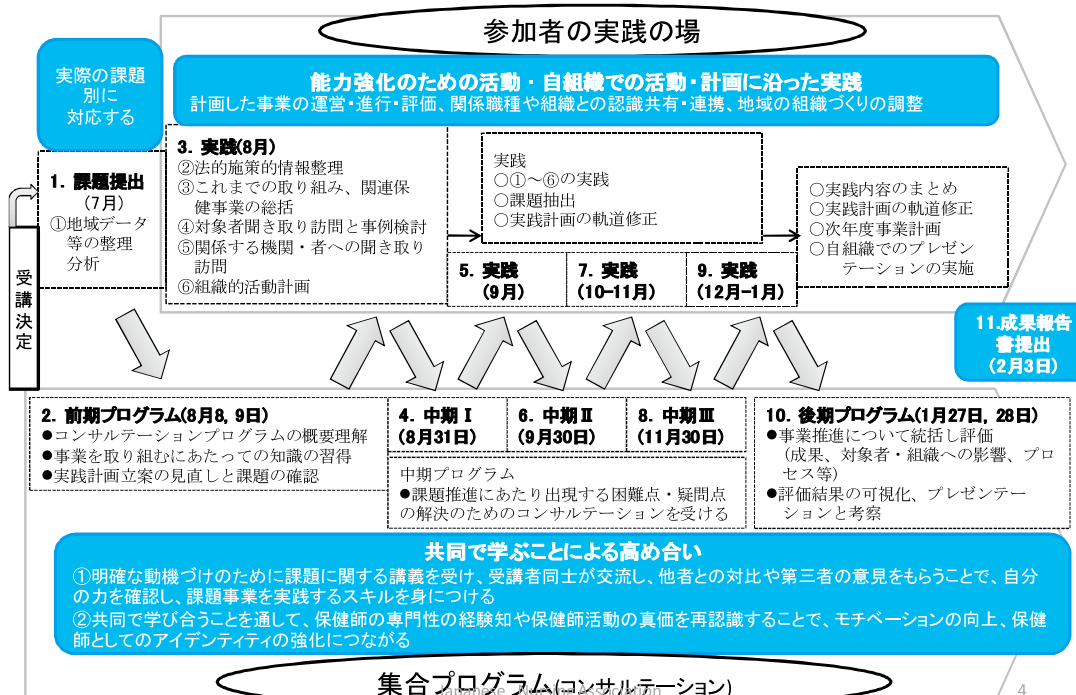 参加者の実践の場
実際の課題
別に
対応する
能力強化のための活動・自組織での活動・計画に沿った実践
計画した事業の運営・進行・評価、関係職種や組織との認識共有・連携、地域の組織づくりの調整
1. 課題提出
(7月)
①地域データ
等の整理
分析
3. 実践(8月)
②法的施策的情報整理
③これまでの取り組み、関連保
健事業の総括
④対象者聞き取り訪問と事例検討
⑤関係する機関・者への聞き取り
訪問
⑥組織的活動計画
実践
○①～⑥の実践
○課題抽出
○実践計画の軌道修正
5. 実践
(9月)
7. 実践
(10-11月)
9. 実践
(12月-1月)
○実践内容のまとめ
○実践計画の軌道修正
○次年度事業計画
○自組織でのプレゼン
テーションの実施
受講決定
11.成果報告
書提出
(2月3日)
2. 前期プログラム(8月8, 9日)
●コンサルテーションプログラムの概要理解
●事業を取り組むにあたっての知識の習得
●実践計画立案の見直しと課題の確認
4. 中期Ⅰ
(8月31日)
6. 中期Ⅱ
(9月30日)
8. 中期Ⅲ
(11月30日)
中期プログラム
●課題推進にあたり出現する困難点・疑問点
の解決のためのコンサルテーションを受ける
10. 後期プログラム(1月27日, 28日)
●事業推進について統括し評価
(成果、対象者・組織への影響、プロ
セス等)
●評価結果の可視化、プレゼンテー
ションと考察
共同で学ぶことによる高め合い
①明確な動機づけのために課題に関する講義を受け、受講者同士が交流し、他者との対比や第三者の意見をもらうことで、自分
の力を確認し、課題事業を実践するスキルを身につける
②共同で学び合うことを通して、保健師の専門性の経験知や保健師活動の真価を再認識することで、モチベーションの向上、保健
師としてのアイデンティティの強化につながる
集合プログラム(コンサルテーション)
Japanese Nursing Association
4